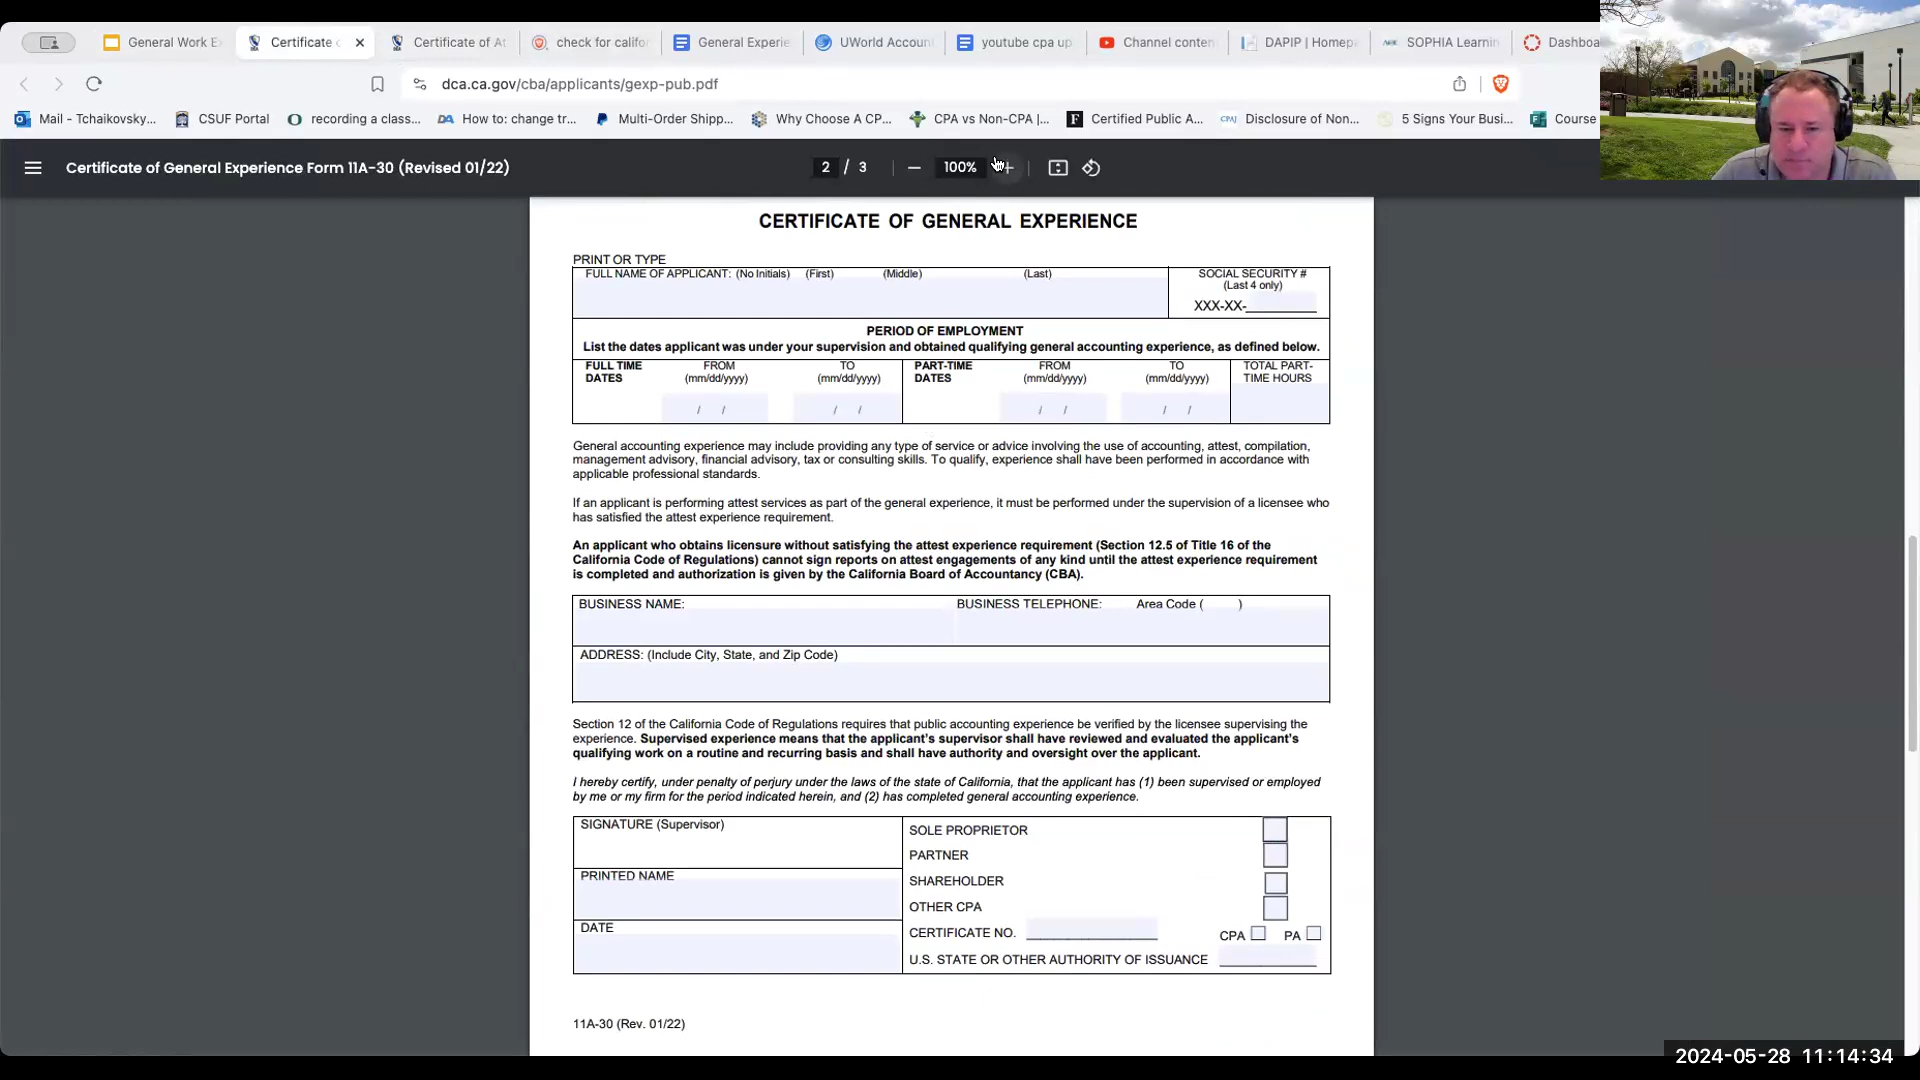 General Work E
Certificate
Certificate of At
check for califor
General Experie
UWorld Accoun
youtube cpa up
Channel conten
DAPIP | Homep
SOPHIA Learnin
Dashboa
dca.ca.gov/cba/applicants/gexp-pub.pdf
Mail - Tchaikovsky...
CSUF Portal
recording a class...
DA How to: change tr...
Multi-Order Shipp...
Why Choose A CP...
CPA vs Non-CPA |...
F Certified Public A...
CPAJ Disclosure of Non...
5 Signs Your Busi...
Course
Certificate of General Experience Form 11A-30 (Revised 01/22)
2 / 3
100%
CERTIFICATE OF GENERAL EXPERIENCE
PRINT OR TYPE
FULL NAME OF APPLICANT: (No Initials) (First) (Middle) (Last)
SOCIAL SECURITY #
(Last 4 only)
XXX-XX-
PERIOD OF EMPLOYMENT
List the dates applicant was under your supervision and obtained qualifying general accounting experience, as defined below.
FULL TIME DATES
FROM (mm/dd/yyyy)
TO (mm/dd/yyyy)
PART-TIME DATES
FROM (mm/dd/yyyy)
TO (mm/dd/yyyy)
TOTAL PART-TIME HOURS
/ /
/ /
/ /
/ /
General accounting experience may include providing any type of service or advice involving the use of accounting, attest, compilation,
management advisory, financial advisory, tax or consulting skills. To qualify, experience shall have been performed in accordance with
applicable professional standards.
If an applicant is performing attest services as part of the general experience, it must be performed under the supervision of a licensee who
has satisfied the attest experience requirement.
An applicant who obtains licensure without satisfying the attest experience requirement (Section 12.5 of Title 16 of the
California Code of Regulations) cannot sign reports on attest engagements of any kind until the attest experience requirement
is completed and authorization is given by the California Board of Accountancy (CBA).
BUSINESS NAME:
BUSINESS TELEPHONE: Area Code ( )
ADDRESS: (Include City, State, and Zip Code)
Section 12 of the California Code of Regulations requires that public accounting experience be verified by the licensee supervising the
experience. Supervised experience means that the applicant's supervisor shall have reviewed and evaluated the applicant's
qualifying work on a routine and recurring basis and shall have authority and oversight over the applicant.
I hereby certify, under penalty of perjury under the laws of the state of California, that the applicant has (1) been supervised or employed
by me or my firm for the period indicated herein, and (2) has completed general accounting experience.
SIGNATURE (Supervisor)
PRINTED NAME
DATE
SOLE PROPRIETOR
PARTNER
SHAREHOLDER
OTHER CPA
CERTIFICATE NO.
CPA PA
U.S. STATE OR OTHER AUTHORITY OF ISSUANCE
11A-30 (Rev. 01/22)
2024-05-28 11:14:34